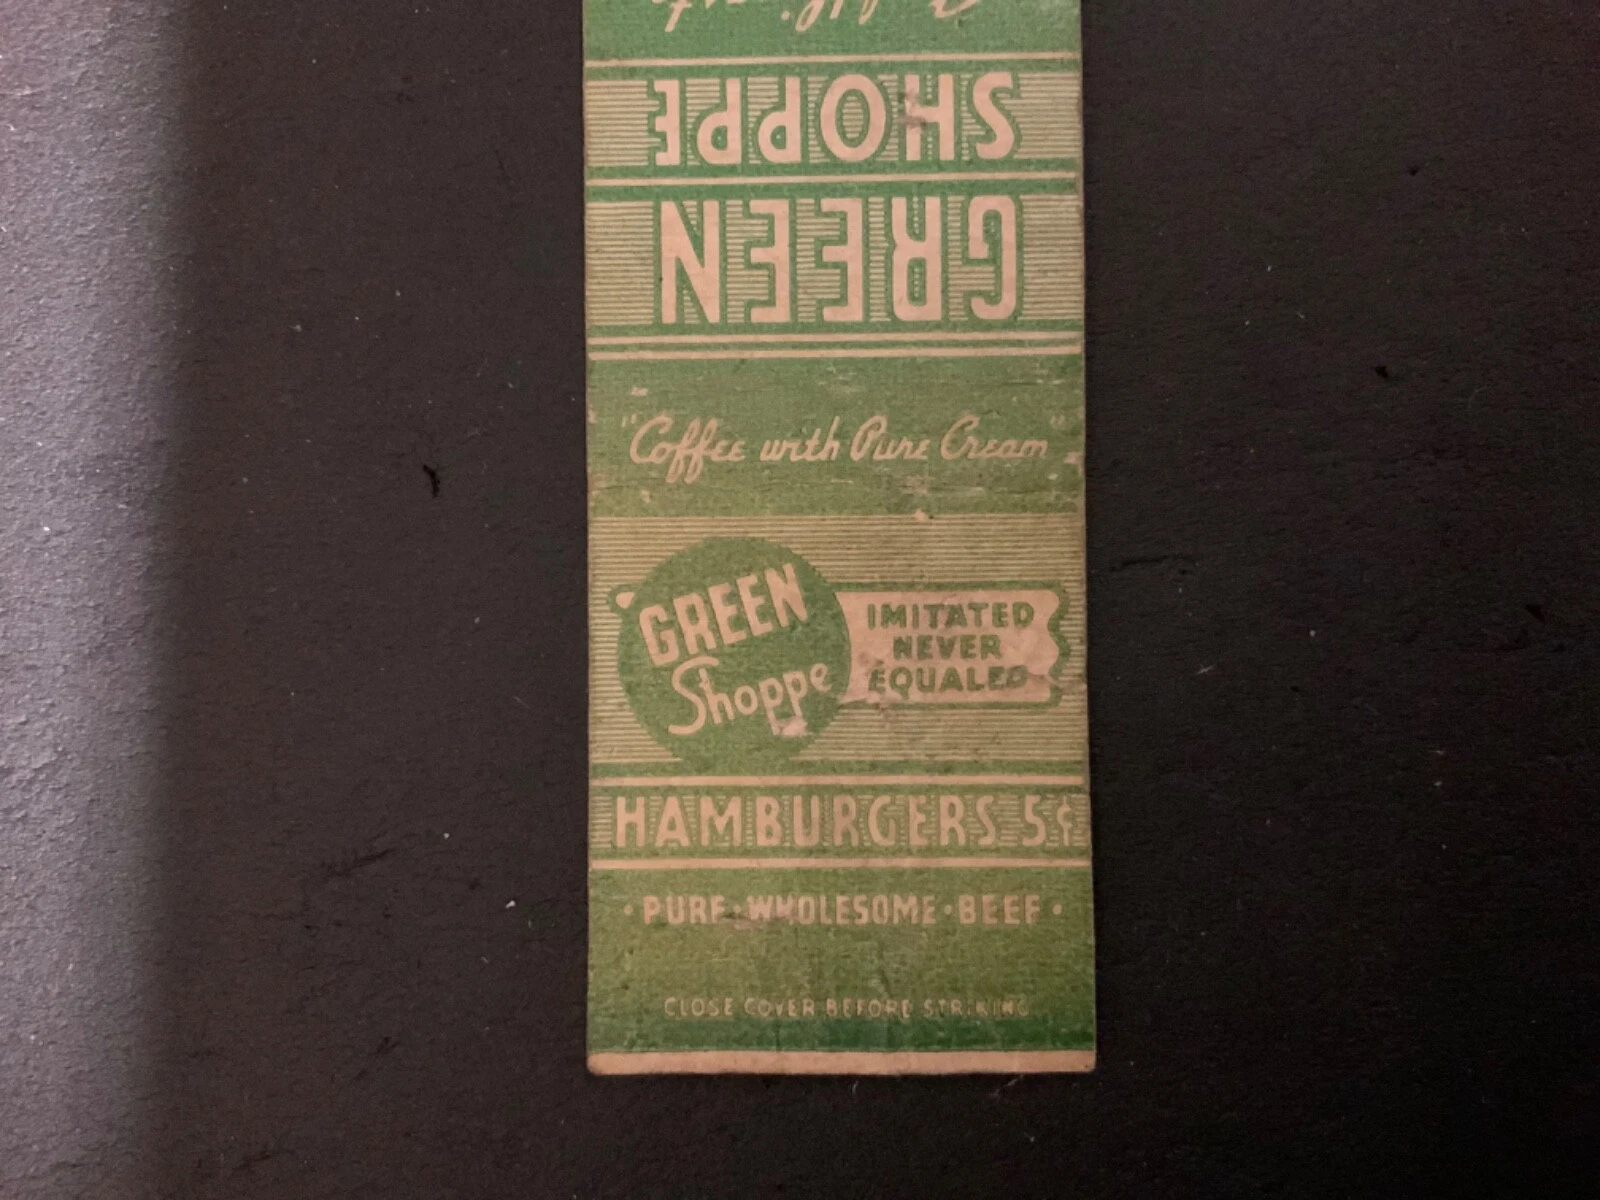 GREEN
SHOPPE
"Coffee with Pure Cream"
GREEN
Shoppe
IMITATED
NEVER
EQUALED
HAMBURGERS 5¢
· PURE · WHOLESOME · BEEF ·
CLOSE COVER BEFORE STRIKING